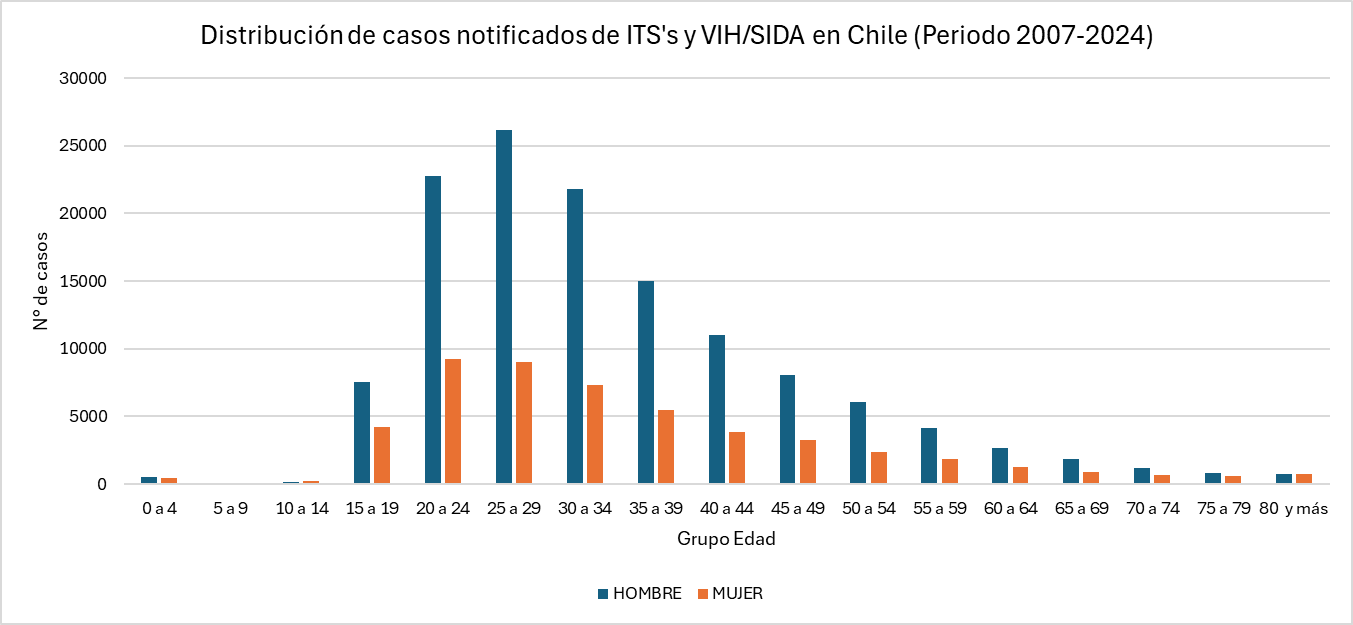 Distribución de casos notificados de ITS's y VIH/SIDA en Chile (Periodo 2007-2024)
30000
25000
20000
15000
10000
5000
0
N° de casos
0 a 4 5 a 9 10 a 14 15 a 19 20 a 24 25 a 29 30 a 34 35 a 39 40 a 44 45 a 49 50 a 54 55 a 59 60 a 64 65 a 69 70 a 74 75 a 79 80 y más
Grupo Edad
HOMBRE MUJER